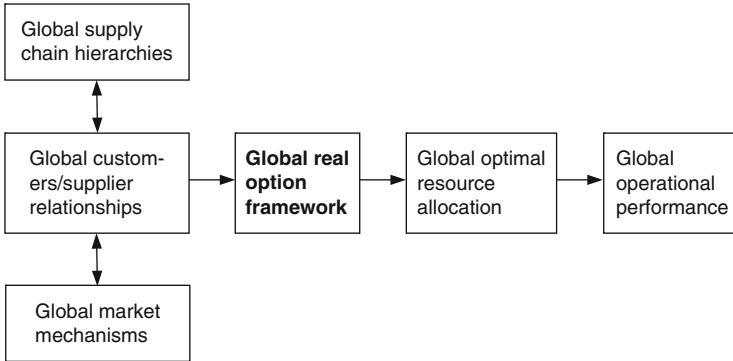 Global supply
chain hierarchies
Global custom-
ers/supplier
relationships
Global real
option
framework
Global optimal
resource
allocation
Global
operational
performance
Global market
mechanisms